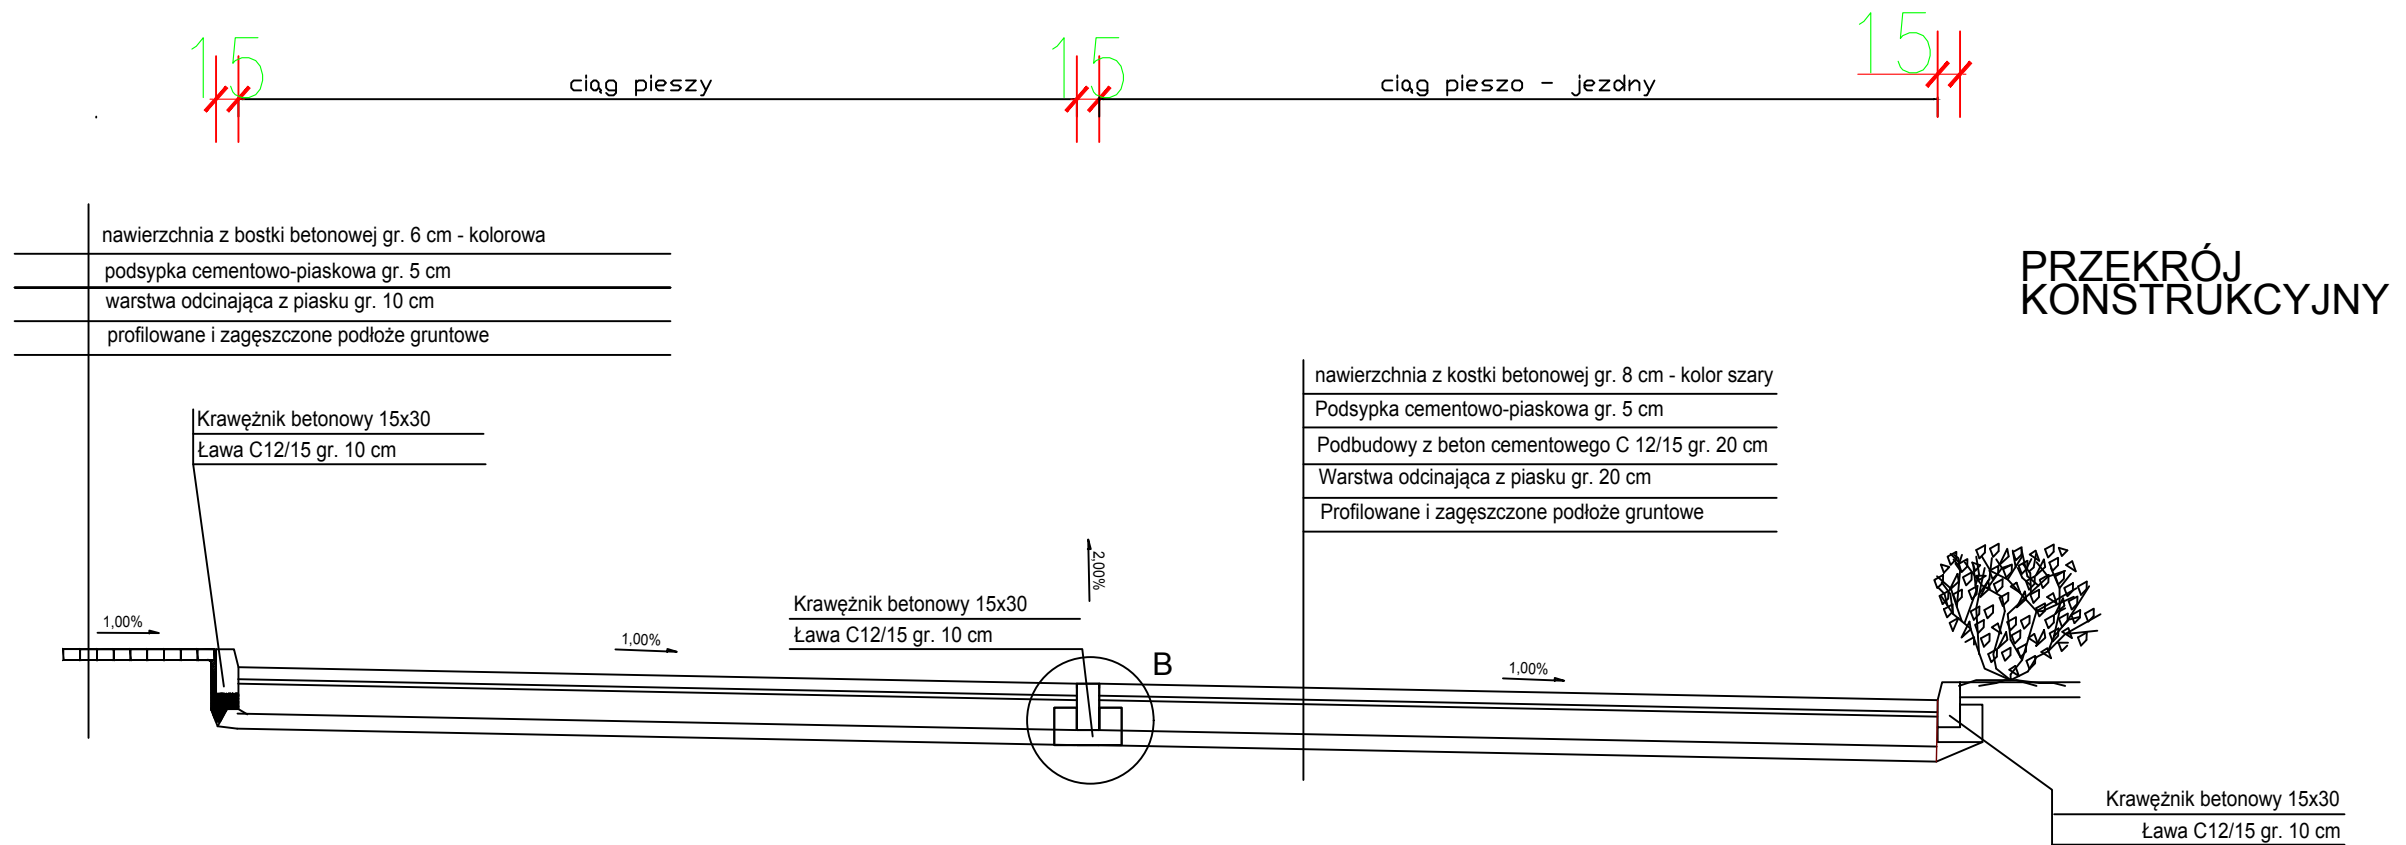 15
15
15
ciąg pieszy
ciąg pieszo - jezdny
nawierzchnia z bostki betonowej gr. 6 cm - kolorowa
podsypka cementowo-piaskowa gr. 5 cm
warstwa odcinająca z piasku gr. 10 cm
profilowane i zagęszczone podłoże gruntowe
PRZEKRÓJ
KONSTRUKCYJNY
nawierzchnia z kostki betonowej gr. 8 cm - kolor szary
Podsypka cementowo-piaskowa gr. 5 cm
Podbudowy z beton cementowego C 12/15 gr. 20 cm
Warstwa odcinająca z piasku gr. 20 cm
Profilowane i zagęszczone podłoże gruntowe
Krawężnik betonowy 15x30
Ława C12/15 gr. 10 cm
2,00%
Krawężnik betonowy 15x30
Ława C12/15 gr. 10 cm
1,00%
1,00%
B
1,00%
Krawężnik betonowy 15x30
Ława C12/15 gr. 10 cm